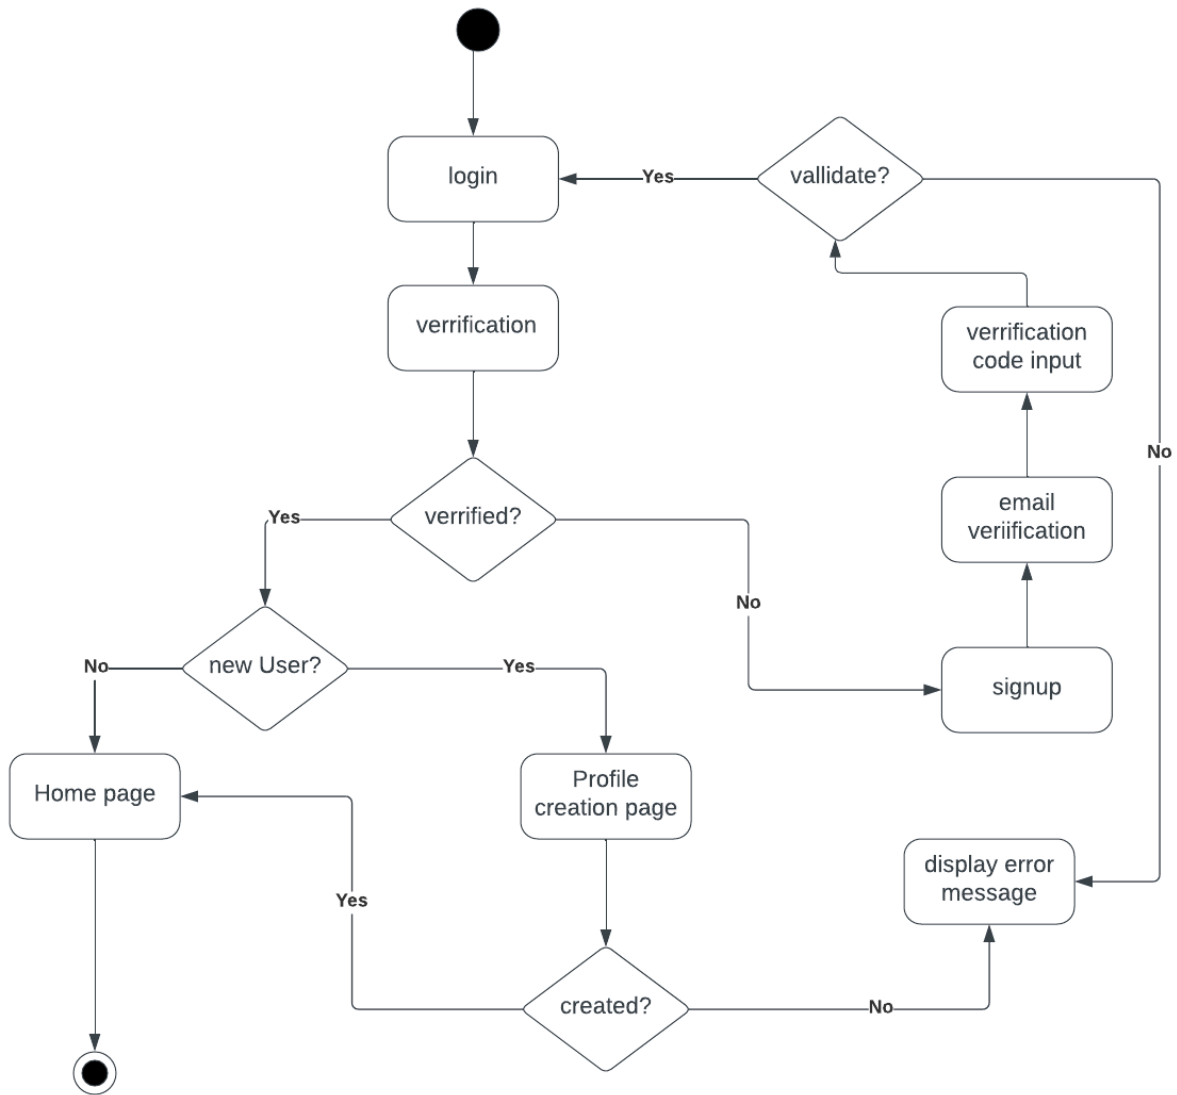 login
Yes
vallidate?
verrification
verrification
code input
No
email
veriification
Yes
verrified?
No
new User?
No
Yes
signup
Home page
Profile
creation page
display error
message
Yes
created?
No